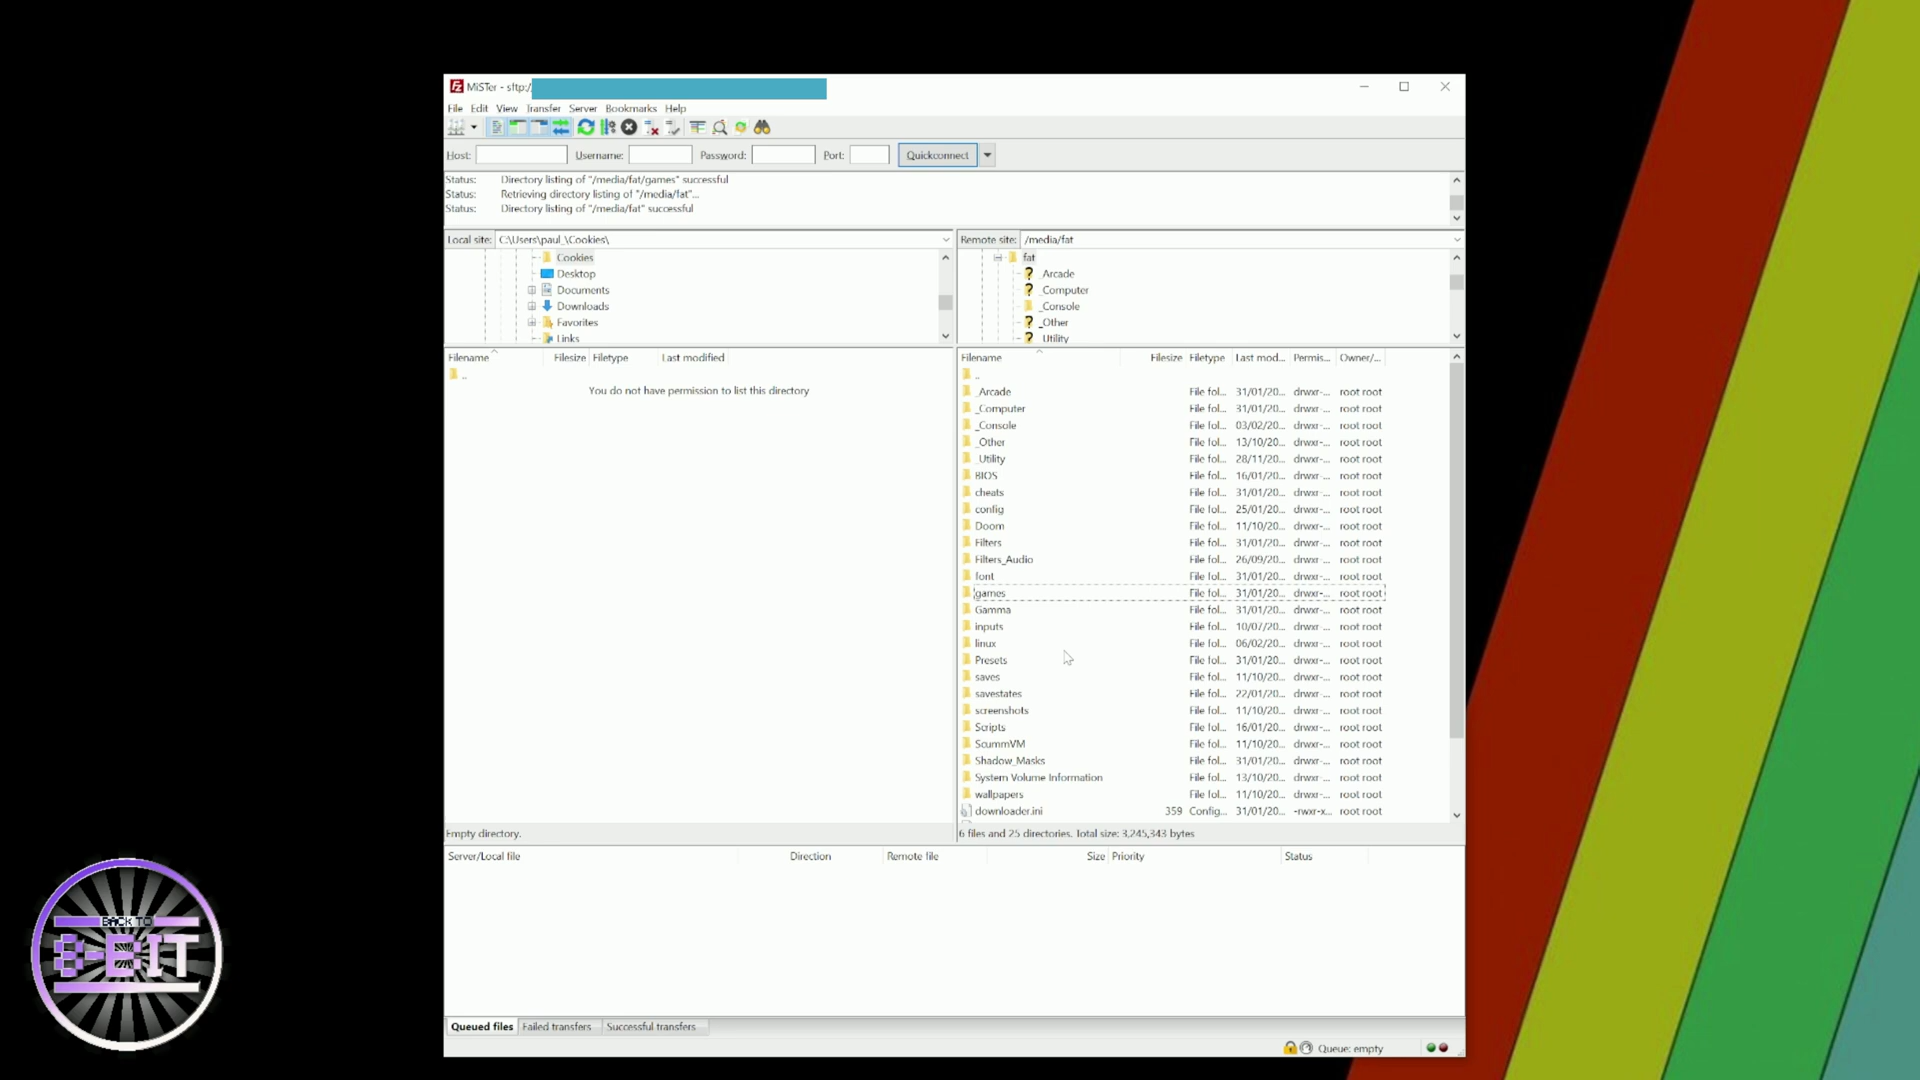 MiSTer - sftp:/
File Edit View Transfer Server Bookmarks Help
Host: Username: Password: Port: Quickconnect
Status: Directory listing of "/media/fat/games" successful
Status: Retrieving directory listing of "/media/fat"...
Status: Directory listing of "/media/fat" successful
Local site: C:\Users\paul_\Cookies\
Cookies
Desktop
Documents
Downloads
Favorites
Links
Remote site: /media/fat
fat
_Arcade
_Computer
_Console
_Other
_Utility
Filename Filesize Filetype Last modified
..
You do not have permission to list this directory
Empty directory.
Filename Filesize Filetype Last mod... Permis... Owner/...
..
_Arcade File fol... 31/01/20... drwxr-... root root
_Computer File fol... 31/01/20... drwxr-... root root
_Console File fol... 03/02/20... drwxr-... root root
_Other File fol... 13/10/20... drwxr-... root root
_Utility File fol... 28/11/20... drwxr-... root root
BIOS File fol... 16/01/20... drwxr-... root root
cheats File fol... 31/01/20... drwxr-... root root
config File fol... 25/01/20... drwxr-... root root
Doom File fol... 11/10/20... drwxr-... root root
Filters File fol... 31/01/20... drwxr-... root root
Filters_Audio File fol... 26/09/20... drwxr-... root root
font File fol... 31/01/20... drwxr-... root root
games File fol... 31/01/20... drwxr-... root root
Gamma File fol... 31/01/20... drwxr-... root root
inputs File fol... 10/07/20... drwxr-... root root
linux File fol... 06/02/20... drwxr-... root root
Presets File fol... 31/01/20... drwxr-... root root
saves File fol... 11/10/20... drwxr-... root root
savestates File fol... 22/01/20... drwxr-... root root
screenshots File fol... 11/10/20... drwxr-... root root
Scripts File fol... 16/01/20... drwxr-... root root
ScummVM File fol... 11/10/20... drwxr-... root root
Shadow_Masks File fol... 31/01/20... drwxr-... root root
System Volume Information File fol... 13/10/20... drwxr-... root root
wallpapers File fol... 11/10/20... drwxr-... root root
downloader.ini 359 Config... 31/01/20... -rwxr-x... root root
6 files and 25 directories. Total size: 3,245,343 bytes
Server/Local file Direction Remote file Size Priority Status
Queued files Failed transfers Successful transfers
Queue: empty
BACK TO
8-BIT